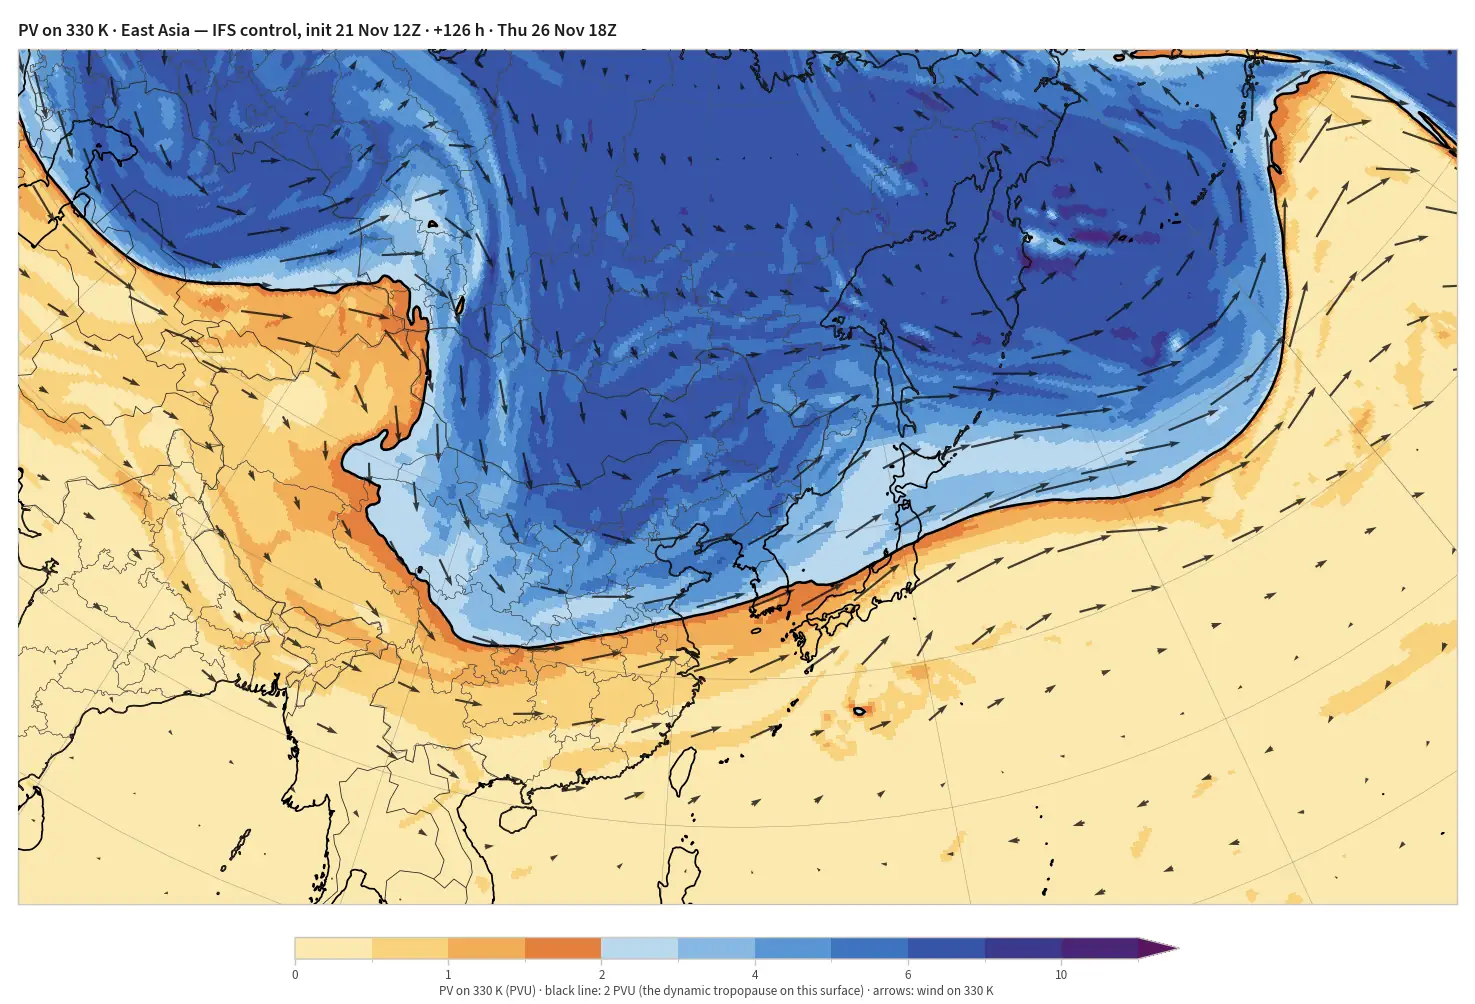 PV on 330 K · East Asia — IFS control, init 21 Nov 12Z · +126 h · Thu 26 Nov 18Z
0 1 2 4 6 10
PV on 330 K (PVU) · black line: 2 PVU (the dynamic tropopause on this surface) · arrows: wind on 330 K